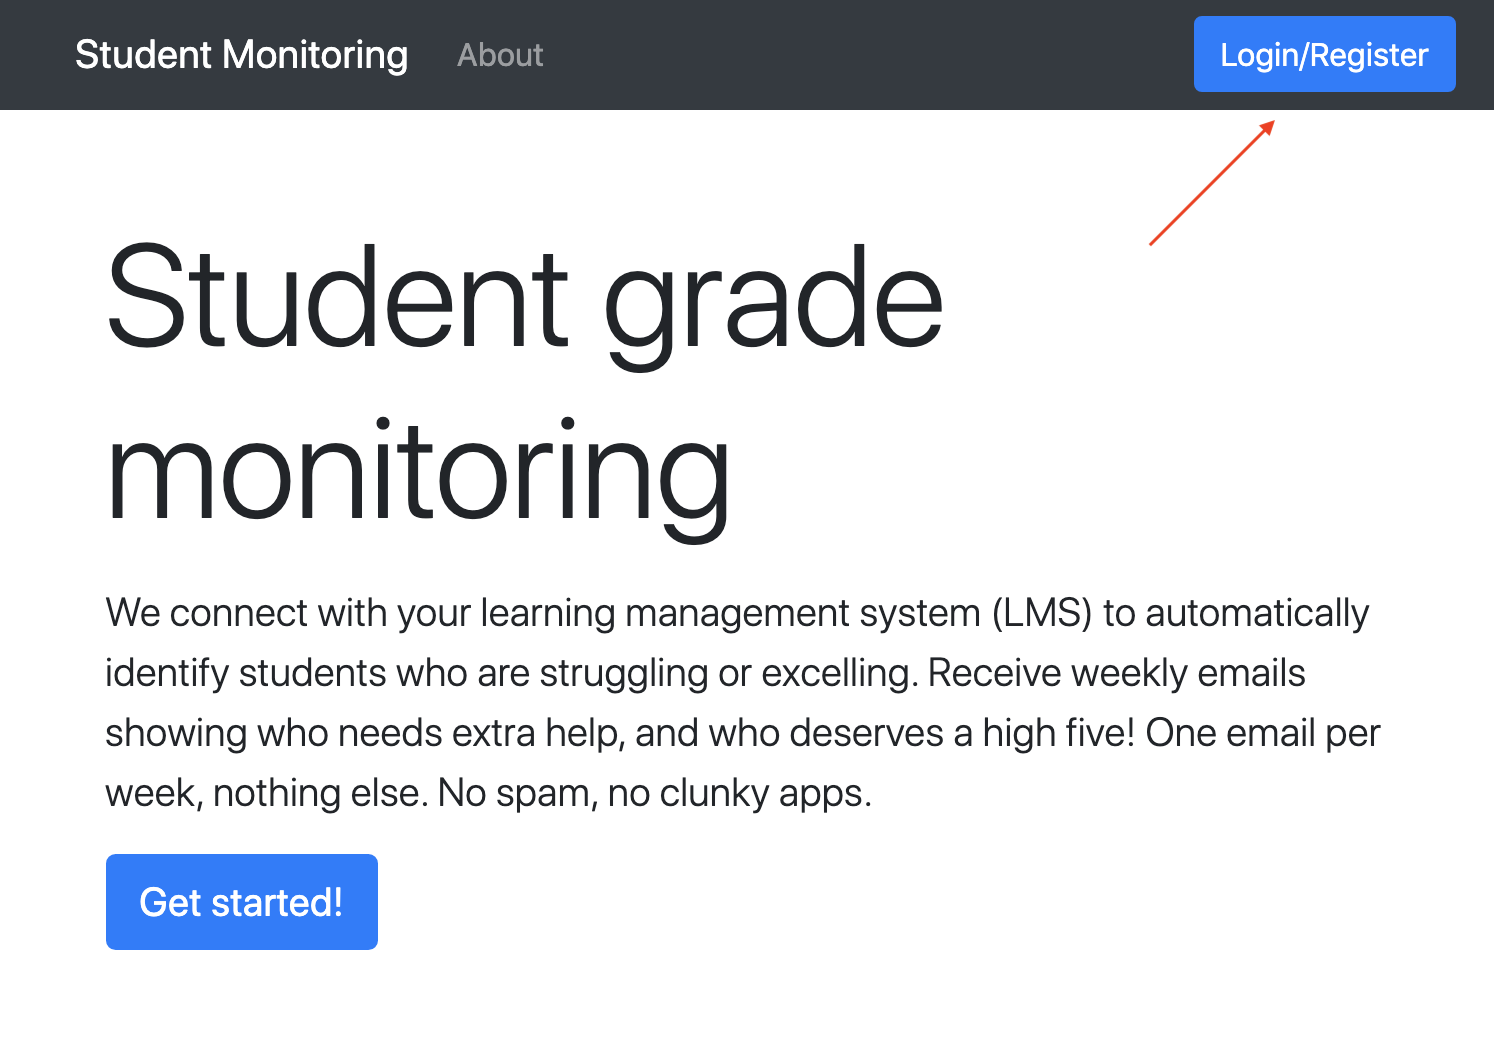 Student Monitoring About Login/Register
Student grade
monitoring
We connect with your learning management system (LMS) to automatically
identify students who are struggling or excelling. Receive weekly emails
showing who needs extra help, and who deserves a high five! One email per
week, nothing else. No spam, no clunky apps.
Get started!